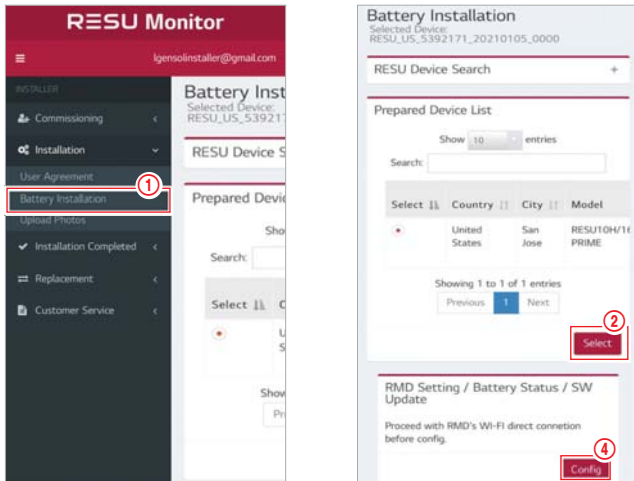 RESU Monitor
lgensolinstaller@gmail.com
INSTALLER
Commissioning
Installation
User Agreement
Battery Installation
1
Upload Photos
Installation Completed
Replacement
Customer Service
Battery Inst
Selected Device:
RESU_US_53921
RESU Device S
Prepared Devic
Sho
Search:
Select C
U
S
Show
Pr
Battery Installation
Selected Device:
RESU_US_5392171_20210105_0000
RESU Device Search +
Prepared Device List
Show 10 entries
Search:
Select Country City Model
United San RESU10H/16
States Jose PRIME
Showing 1 to 1 of 1 entries
Previous 1 Next
2
Select
RMD Setting / Battery Status / SW
Update
Proceed with RMD's WI-FI direct connetion
before config.
4
Config